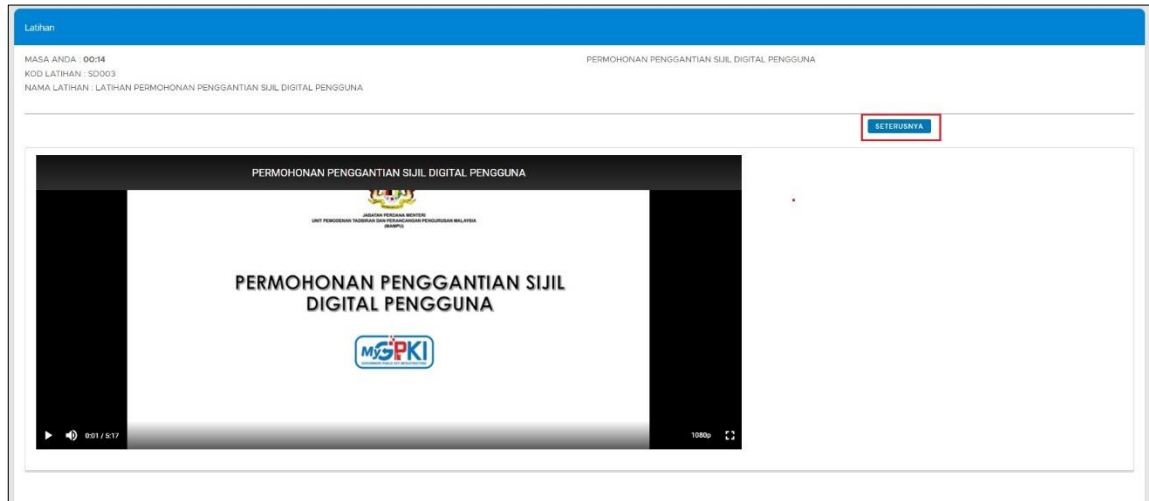 Latihan
MASA ANDA : 00:14
PERMOHONAN PENGGANTIAN SIJIL DIGITAL PENGGUNA
KOD LATIHAN : SD003
NAMA LATIHAN : LATIHAN PERMOHONAN PENGGANTIAN SIJIL DIGITAL PENGGUNA
SETERUSNYA
PERMOHONAN PENGGANTIAN SIJIL DIGITAL PENGGUNA
JABATAN PERDANA MENTERI
UNIT PEMODENAN TADBIRAN DAN PERANCANGAN PENGURUSAN MALAYSIA
(MAMPU)
PERMOHONAN PENGGANTIAN SIJIL
DIGITAL PENGGUNA
MyGPKI
0:01 / 5:17
1080p